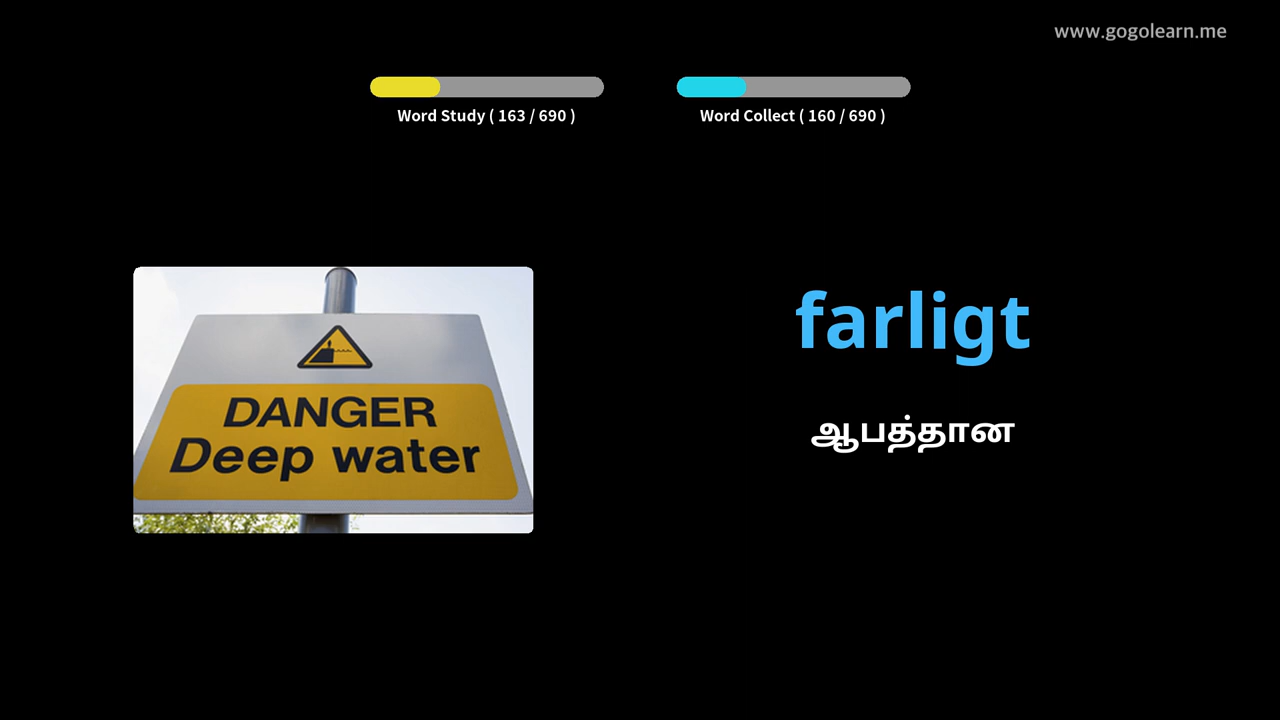 www.gogolearn.me
Word Study ( 163 / 690 )
Word Collect ( 160 / 690 )
DANGER
Deep water
farligt
ஆபத்தான